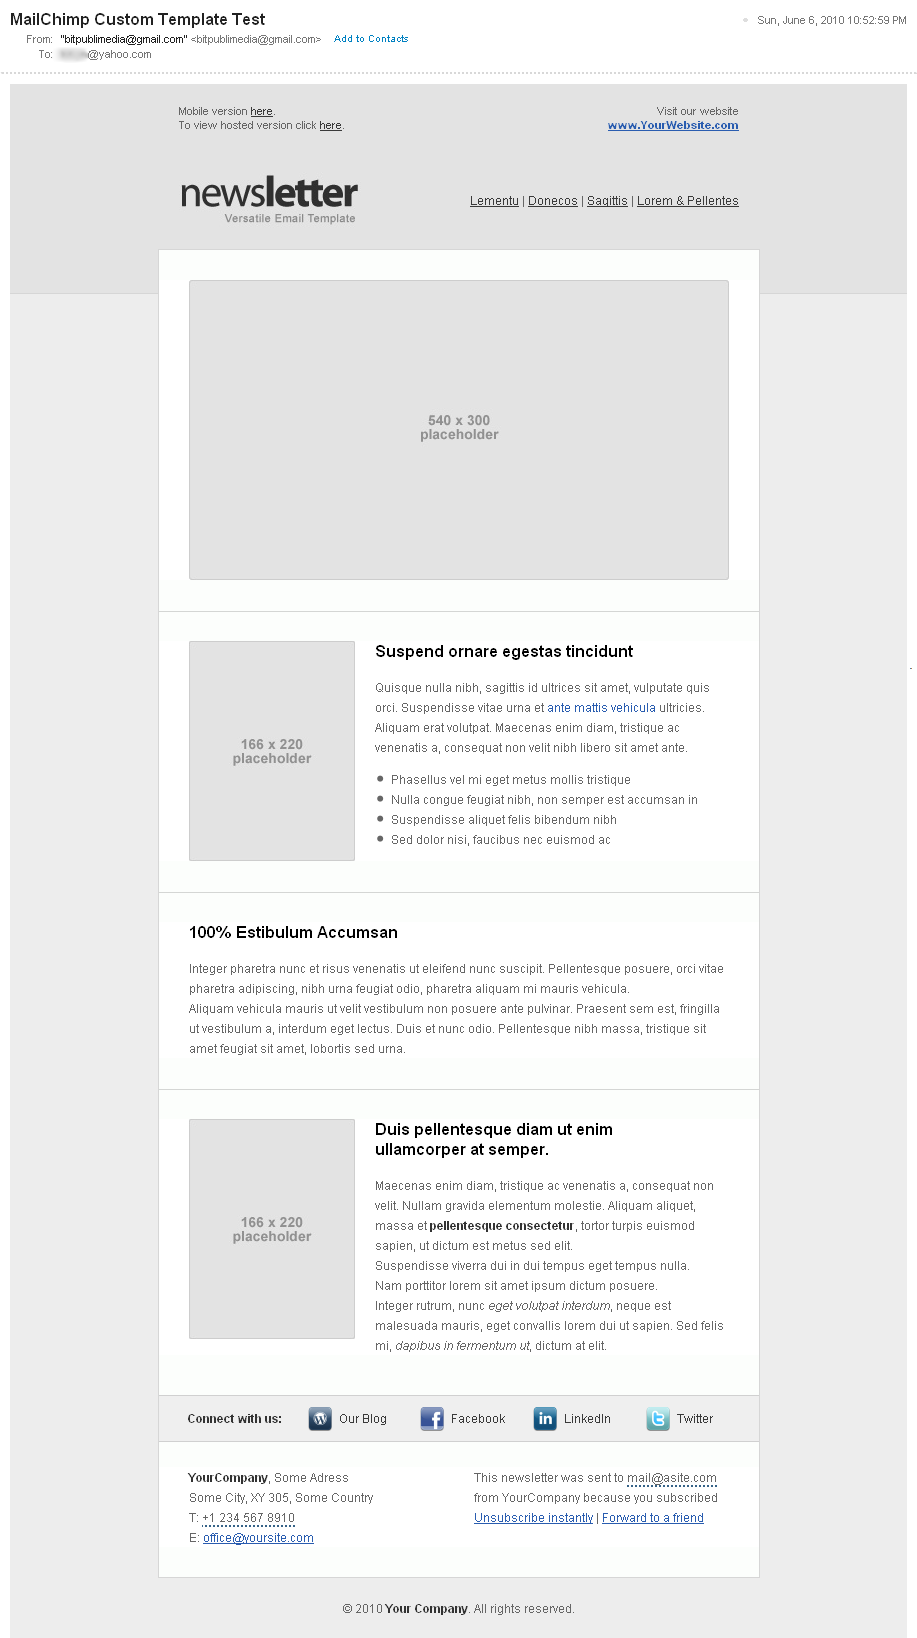 MailChimp Custom Template Test
Sun, June 6, 2010 10:52:59 PM
From: "bitpublimedia@gmail.com" <bitpublimedia@gmail.com> Add to Contacts
To: @yahoo.com
Mobile version here.
To view hosted version click here.
Visit our website
www.YourWebsite.com
newsletter
Versatile Email Template
Lementu | Donecos | Sagittis | Lorem & Pellentes
540 x 300
placeholder
166 x 220
placeholder
Suspend ornare egestas tincidunt
Quisque nulla nibh, sagittis id ultrices sit amet, vulputate quis
orci. Suspendisse vitae urna et ante mattis vehicula ultricies.
Aliquam erat volutpat. Maecenas enim diam, tristique ac
venenatis a, consequat non velit nibh libero sit amet ante.
• Phasellus vel mi eget metus mollis tristique
• Nulla congue feugiat nibh, non semper est accumsan in
• Suspendisse aliquet felis bibendum nibh
• Sed dolor nisi, faucibus nec euismod ac
100% Estibulum Accumsan
Integer pharetra nunc et risus venenatis ut eleifend nunc suscipit. Pellentesque posuere, orci vitae
pharetra adipiscing, nibh urna feugiat odio, pharetra aliquam mi mauris vehicula.
Aliquam vehicula mauris ut velit vestibulum non posuere ante pulvinar. Praesent sem est, fringilla
ut vestibulum a, interdum eget lectus. Duis et nunc odio. Pellentesque nibh massa, tristique sit
amet feugiat sit amet, lobortis sed urna.
166 x 220
placeholder
Duis pellentesque diam ut enim
ullamcorper at semper.
Maecenas enim diam, tristique ac venenatis a, consequat non
velit. Nullam gravida elementum molestie. Aliquam aliquet,
massa et pellentesque consectetur, tortor turpis euismod
sapien, ut dictum est metus sed elit.
Suspendisse viverra dui in dui tempus eget tempus nulla.
Nam porttitor lorem sit amet ipsum dictum posuere.
Integer rutrum, nunc eget volutpat interdum, neque est
malesuada mauris, eget convallis lorem dui ut sapien. Sed felis
mi, dapibus in fermentum ut, dictum at elit.
Connect with us: Our Blog Facebook LinkedIn Twitter
YourCompany, Some Adress
Some City, XY 305, Some Country
T: +1 234 567 8910
E: office@yoursite.com
This newsletter was sent to mail@asite.com
from YourCompany because you subscribed
Unsubscribe instantly | Forward to a friend
© 2010 Your Company. All rights reserved.